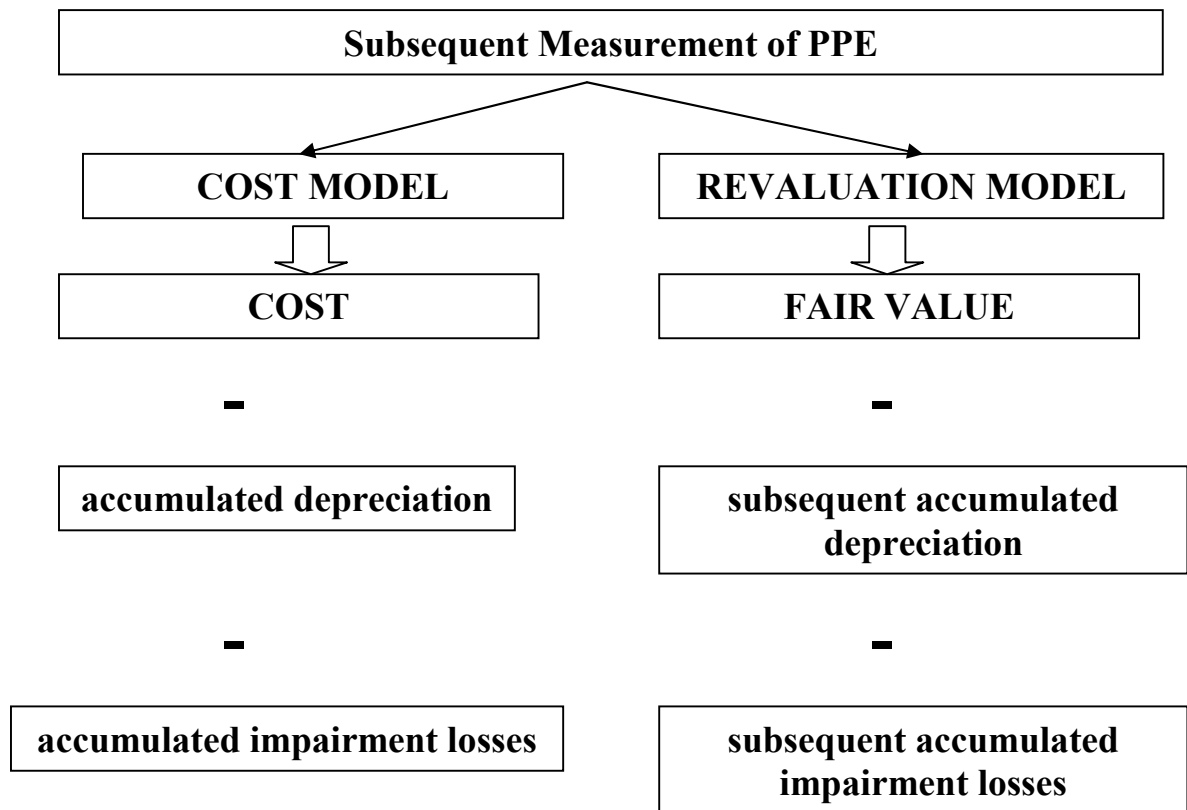 Subsequent Measurement of PPE
COST MODEL
REVALUATION MODEL
COST
FAIR VALUE
-
-
accumulated depreciation
subsequent accumulated
depreciation
-
-
accumulated impairment losses
subsequent accumulated
impairment losses